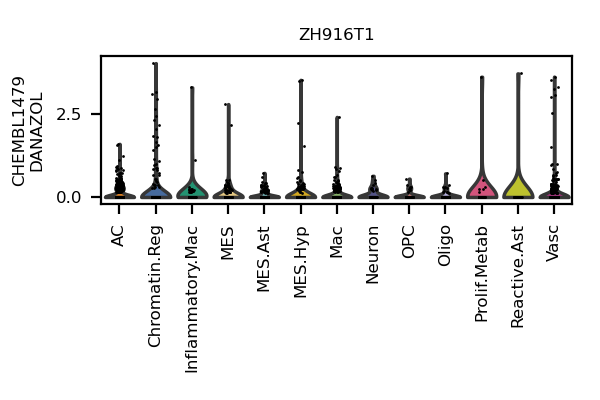 ZH916T1
CHEMBL1479
DANAZOL
2.5
0.0
AC
Chromatin.Reg
Inflammatory.Mac
MES
MES.Ast
MES.Hyp
Mac
Neuron
OPC
Oligo
Prolif.Metab
Reactive.Ast
Vasc